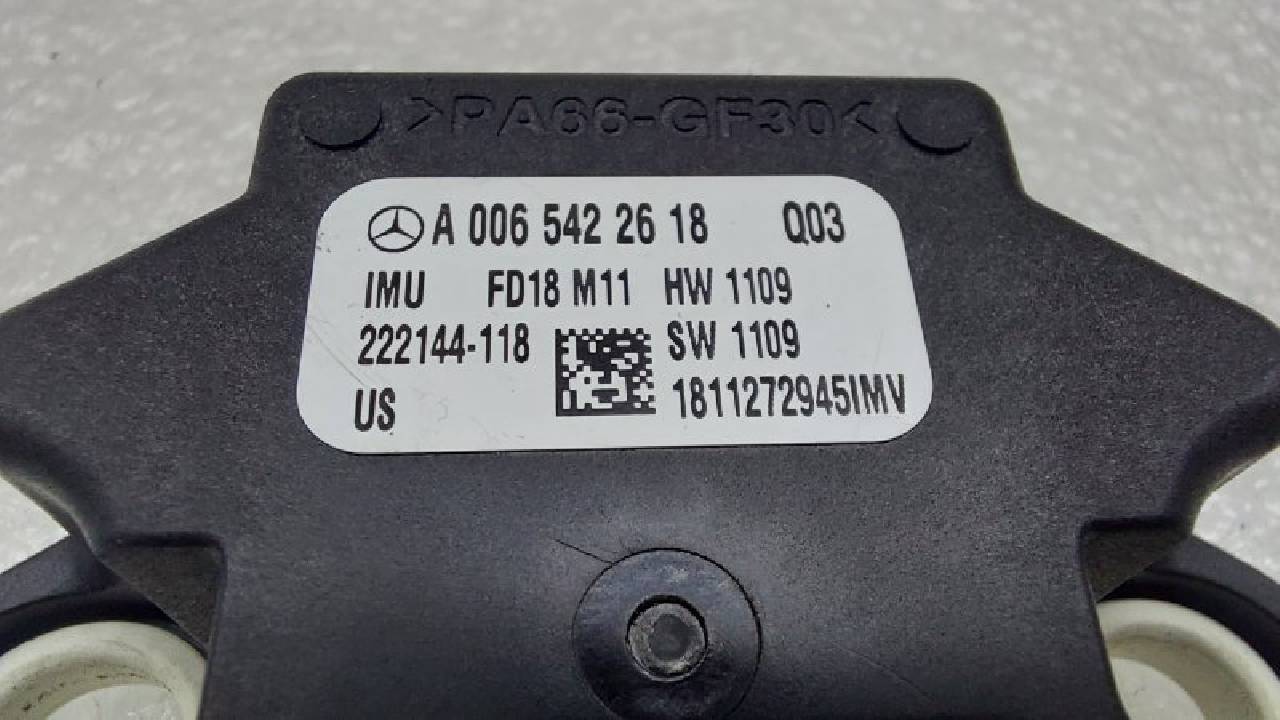 >PA66-GF30<
A 006 542 26 18 Q03
IMU FD18 M11 HW 1109
222144-118 SW 1109
US 1811272945IMV